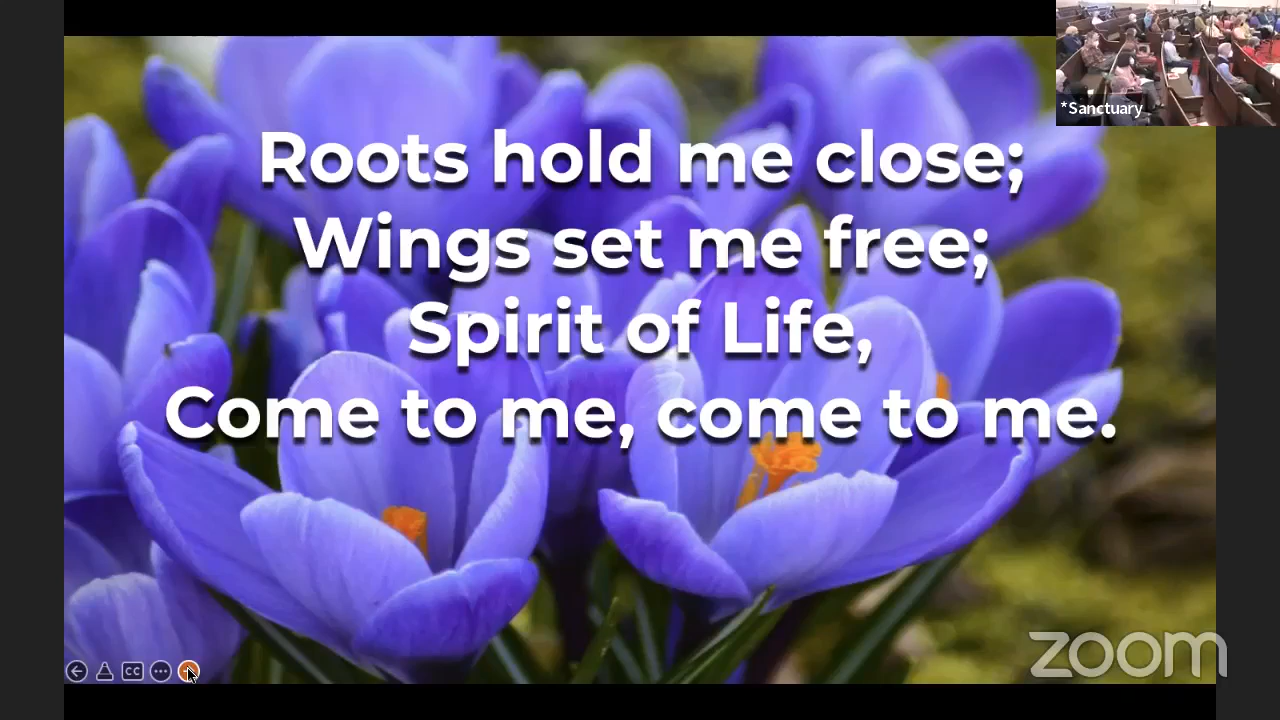 *Sanctuary
Roots hold me close;
Wings set me free;
Spirit of Life,
Come to me, come to me.
CC
zoom